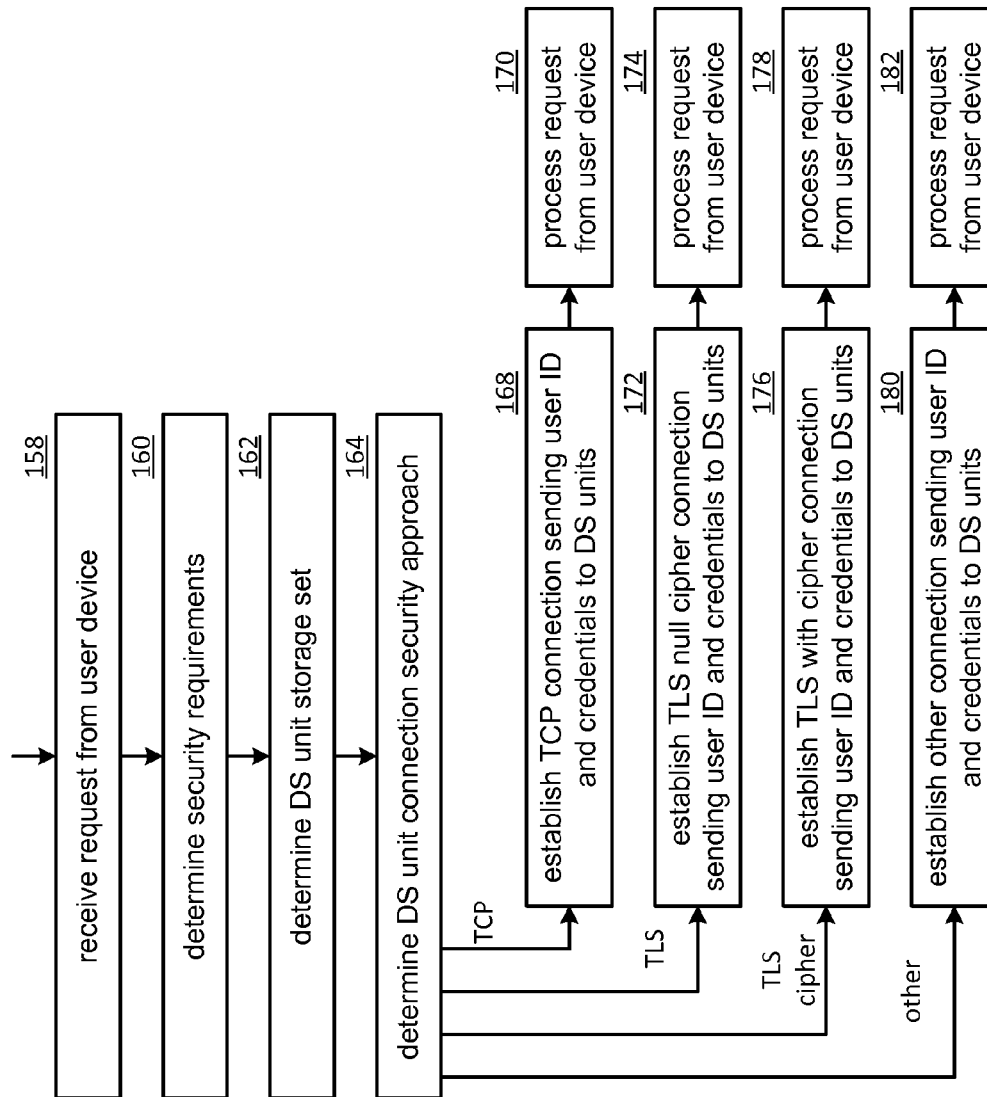 158
receive request from user device
160
determine security requirements
162
determine DS unit storage set
164
determine DS unit connection security approach
TCP
168
establish TCP connection sending user ID
and credentials to DS units
170
process request
from user device
TLS
172
establish TLS null cipher connection
sending user ID and credentials to DS units
174
process request
from user device
TLS
cipher
176
establish TLS with cipher connection
sending user ID and credentials to DS units
178
process request
from user device
other
180
establish other connection sending user ID
and credentials to DS units
182
process request
from user device